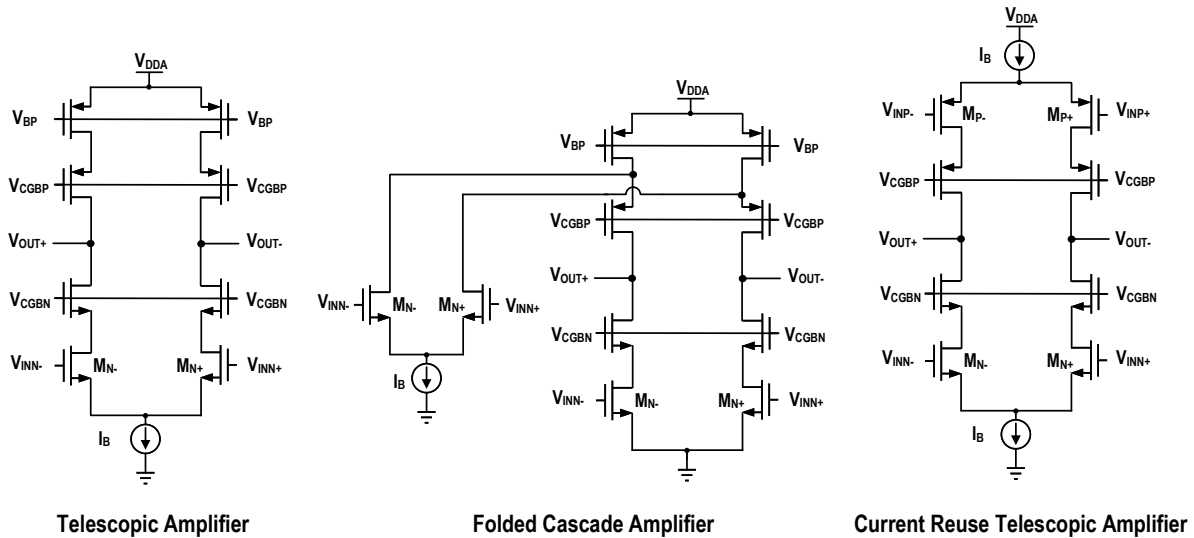 VDDA
VBP
VBP
VCGBP
VCGBP
VOUT+
VOUT-
VCGBN
VCGBN
VINN-
MN-
MN+
VINN+
IB
Telescopic Amplifier
VDDA
VBP
VBP
VCGBP
VCGBP
VOUT+
VOUT-
VINN-
MN-
MN+
VINN+
VCGBN
VCGBN
IB
VINN-
MN-
MN+
VINN+
Folded Cascade Amplifier
VDDA
IB
VINP-
MP-
MP+
VINP+
VCGBP
VCGBP
VOUT+
VOUT-
VCGBN
VCGBN
VINN-
MN-
MN+
VINN+
IB
Current Reuse Telescopic Amplifier